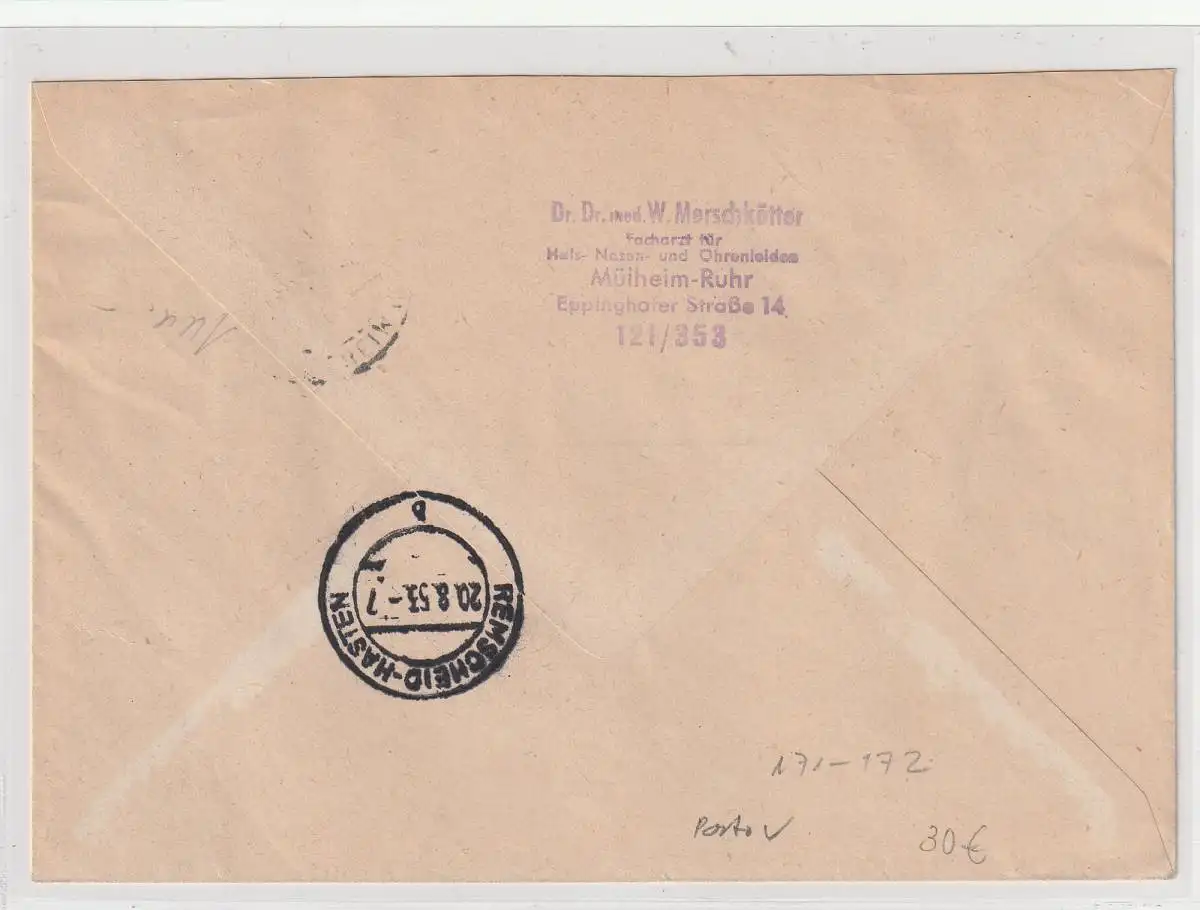 Dr. Dr. med. W. Merschkötter
Facharzt für
Hals- Nasen- und Ohrenleiden
Mülheim-Ruhr
Eppinghofer Straße 14
121/353
REMSCHEID-HASTEN
20.8.53.-7
b
171-172
Porto
30€